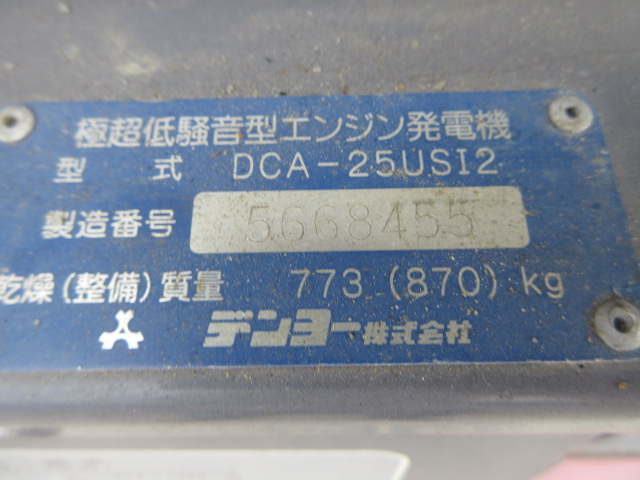 極超低騒音型エンジン発電機
型式 DCA-25USI2
製造番号 5668455
乾燥(整備)質量 773 (870) kg
デンヨー株式会社